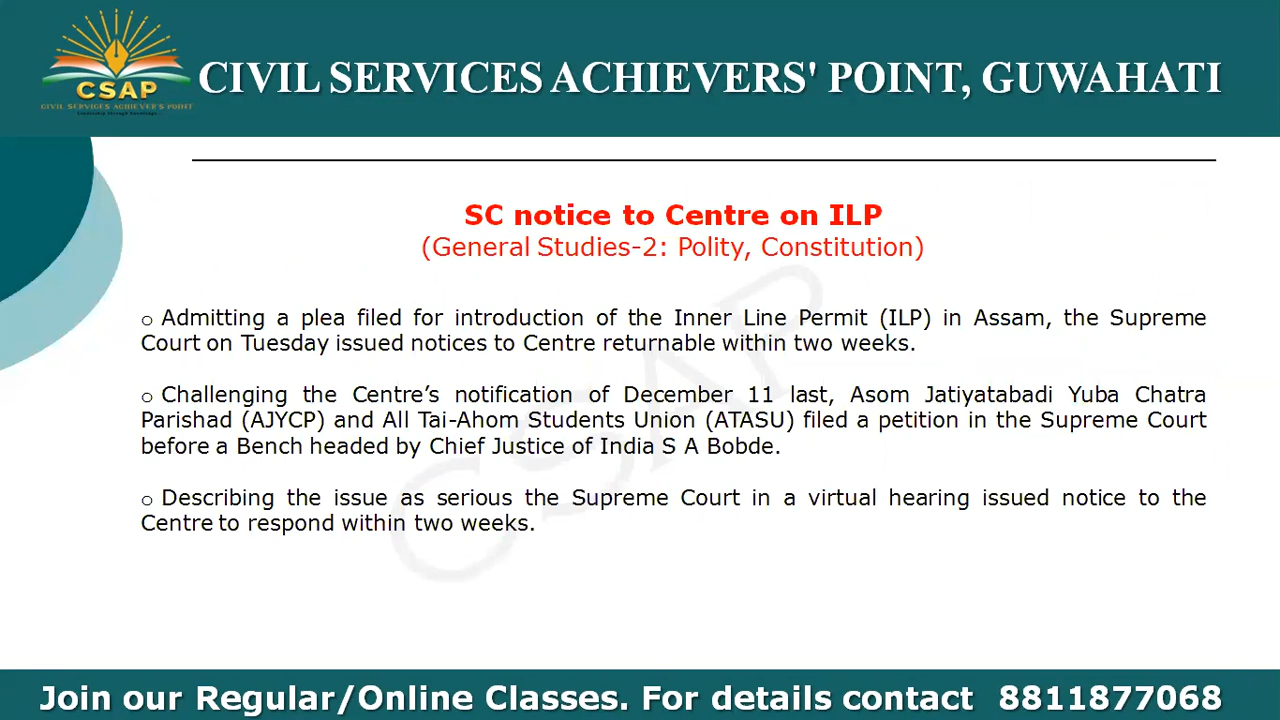 CSAP
CIVIL SERVICES ACHIEVER'S POINT
CIVIL SERVICES ACHIEVERS' POINT, GUWAHATI
SC notice to Centre on ILP
(General Studies-2: Polity, Constitution)
o Admitting a plea filed for introduction of the Inner Line Permit (ILP) in Assam, the Supreme
Court on Tuesday issued notices to Centre returnable within two weeks.
o Challenging the Centre’s notification of December 11 last, Asom Jatiyatabadi Yuba Chatra
Parishad (AJYCP) and All Tai-Ahom Students Union (ATASU) filed a petition in the Supreme Court
before a Bench headed by Chief Justice of India S A Bobde.
o Describing the issue as serious the Supreme Court in a virtual hearing issued notice to the
Centre to respond within two weeks.
CSAP
Join our Regular/Online Classes. For details contact 8811877068